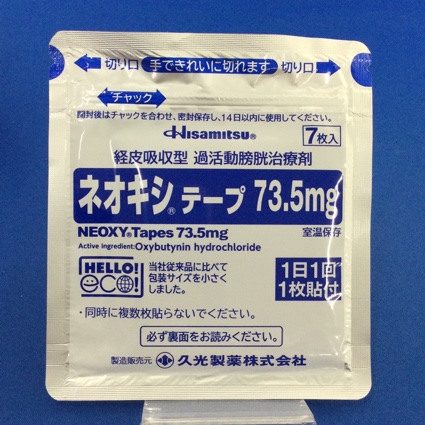 切り口 手できれいに切れます 切り口
チャック
開封後はチャックを合わせ、密封保存し、14日以内に使用してください。
Hisamitsu® 7枚入
経皮吸収型 過活動膀胱治療剤
ネオキシ®テープ 73.5mg
NEOXY® Tapes 73.5mg 室温保存
Active ingredient: Oxybutynin hydrochloride
HELLO!
eco!
当社従来品に比べて
包装サイズを小さく
しました。
1日1回
1枚貼付
・同時に複数枚貼らないでください。
必ず裏面をお読みください。
製造販売元 久光製薬株式会社